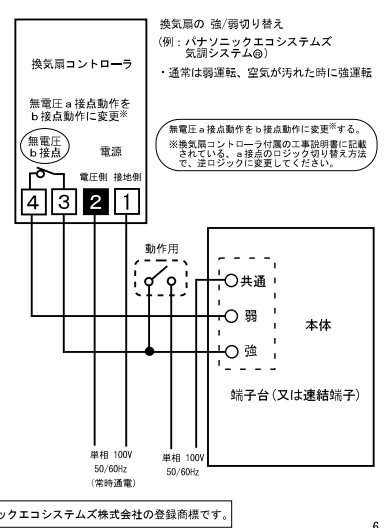 換気扇の 強/弱切り替え
(例:パナソニックエコシステムズ
気調システム®)
・通常は弱運転、空気が汚れた時に強運転
換気扇コントローラ
無電圧a接点動作を
b接点動作に変更※
無電圧
b接点
電源
電圧側 接地側
4 3 2 1
無電圧a接点動作をb接点動作に変更※する。
※換気扇コントローラ付属の工事説明書に記載
されている、a接点のロジック切り替え方法
で、逆ロジックに変更してください。
動作用
共通
弱
強
本体
端子台(又は速結端子)
単相 100V
50/60Hz
(常時通電)
単相 100V
50/60Hz
ックエコシステムズ株式会社の登録商標です。
6